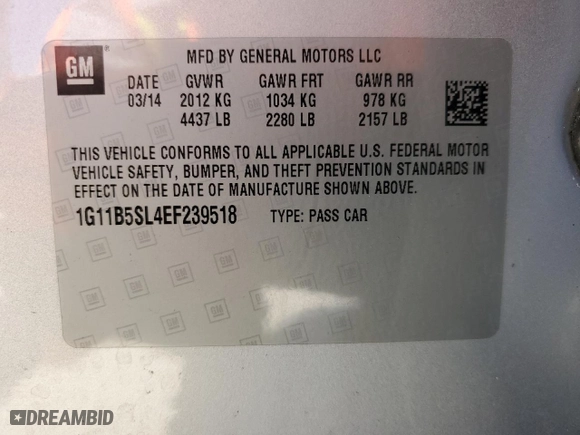 GM
MFD BY GENERAL MOTORS LLC
DATE GVWR GAWR FRT GAWR RR
03/14 2012 KG 1034 KG 978 KG
4437 LB 2280 LB 2157 LB
THIS VEHICLE CONFORMS TO ALL APPLICABLE U.S. FEDERAL MOTOR
VEHICLE SAFETY, BUMPER, AND THEFT PREVENTION STANDARDS IN
EFFECT ON THE DATE OF MANUFACTURE SHOWN ABOVE.
1G11B5SL4EF239518 TYPE: PASS CAR
DREAMBID